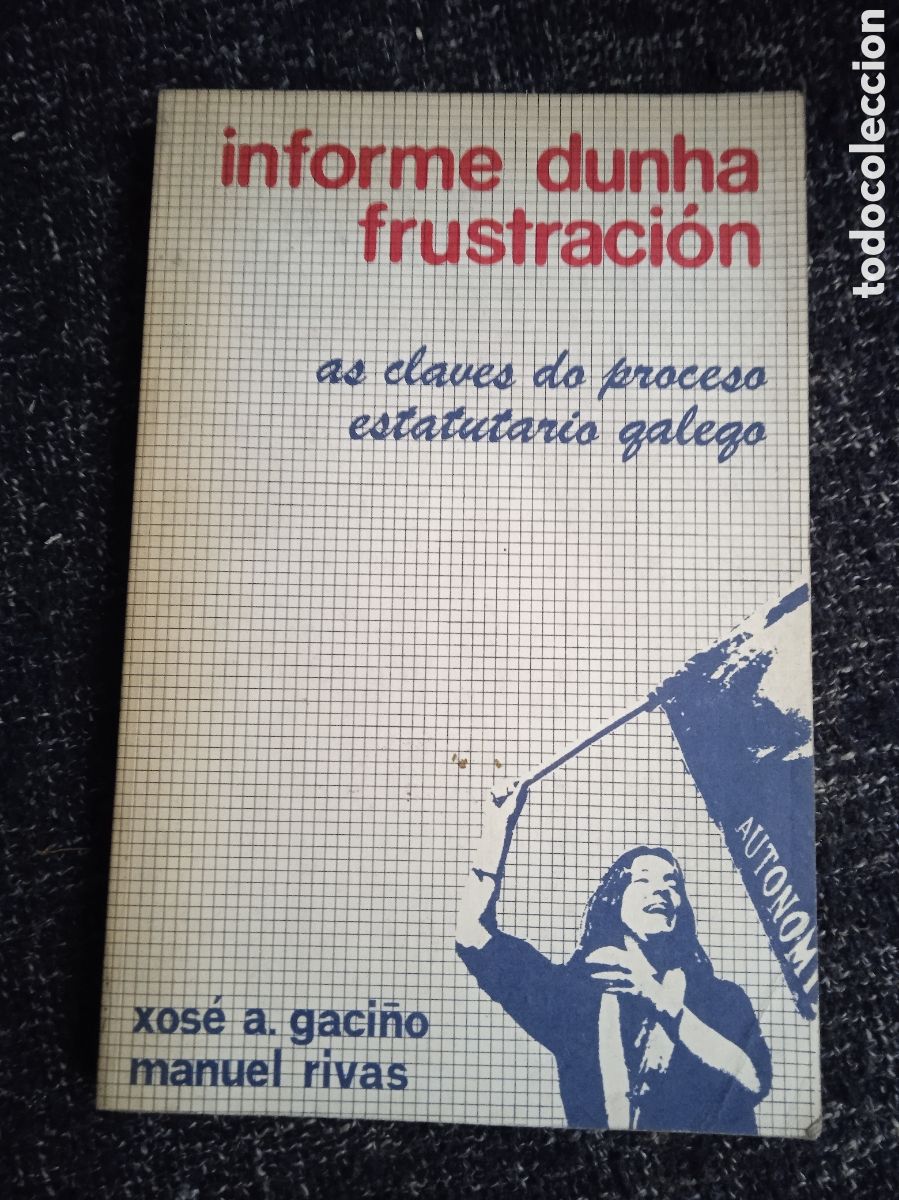 informe dunha
frustración
as claves do proceso
estatutario galego
AUTONOMI
xosé a. gaciño
manuel rivas
todocoleccion